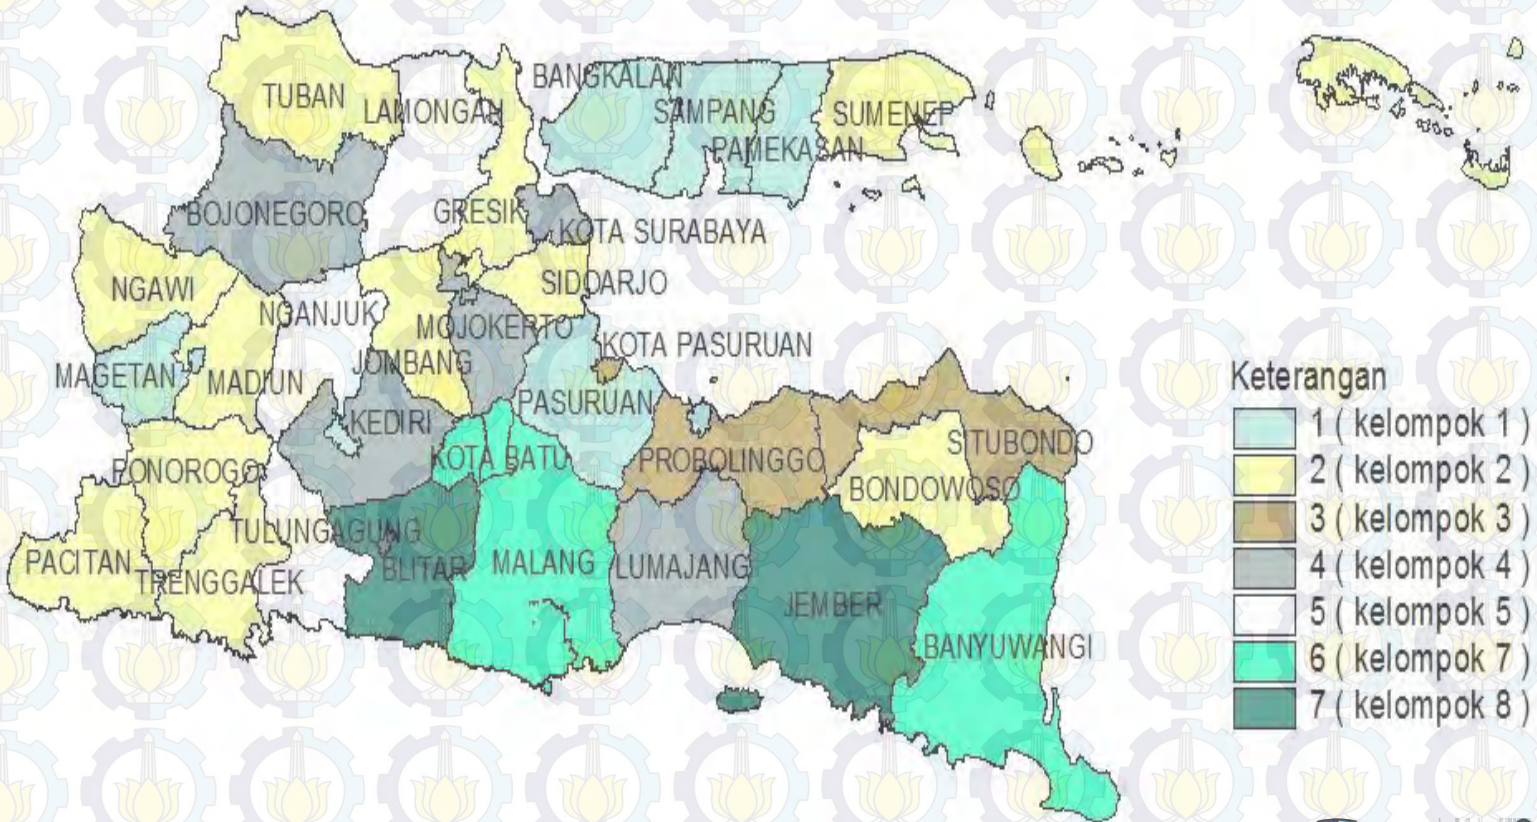 TUBAN
LAMONGAN
BANGKALAN
SAMPANG
SUMENEP
PAMEKASAN
BOJONEGORO
GRESIK
KOTA SURABAYA
NGAWI
SIDOARJO
NGANJUK
MOJOKERTO
KOTA PASURUAN
MAGETAN
MADIUN
JOMBANG
PASURUAN
KEDIRI
KOTA BATU
PROBOLINGGO
SITUBONDO
PONOROGO
BONDOWOSO
TULUNGAGUNG
PACITAN
TRENGGALEK
BLITAR
MALANG
LUMAJANG
JEMBER
BANYUWANGI
Keterangan
1 ( kelompok 1 )
2 ( kelompok 2 )
3 ( kelompok 3 )
4 ( kelompok 4 )
5 ( kelompok 5 )
6 ( kelompok 7 )
7 ( kelompok 8 )